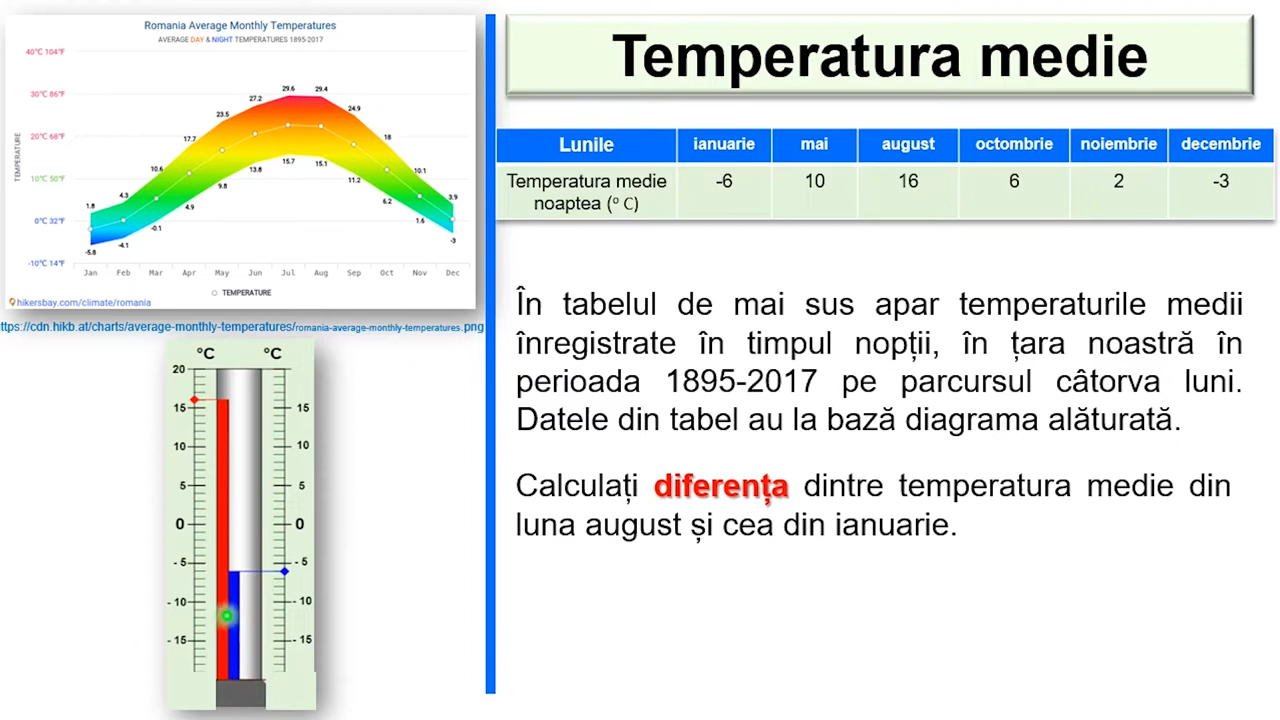 Romania Average Monthly Temperatures
AVERAGE DAY & NIGHT TEMPERATURES 1895-2017
40°C 104°F
30°C 86°F
20°C 68°F
10°C 50°F
0°C 32°F
-10°C 14°F
TEMPERATURE
1.8
4.3
10.6
17.7
23.5
27.2
29.6
29.4
24.9
18
10.1
3.9
-5.8
-4.1
-0.1
4.9
9.8
13.8
15.7
15.1
11.2
6.2
1.6
-3
Jan Feb Mar Apr May Jun Jul Aug Sep Oct Nov Dec
TEMPERATURE
hikersbay.com/climate/romania
ttps://cdn.hikb.at/charts/average-monthly-temperatures/romania-average-monthly-temperatures.png
°C °C
20
15 15
10 10
5 5
0 0
- 5 - 5
- 10 - 10
- 15 - 15
Temperatura medie
Lunile ianuarie mai august octombrie noiembrie decembrie
Temperatura medie
noaptea (° C) -6 10 16 6 2 -3
În tabelul de mai sus apar temperaturile medii
înregistrate în timpul nopții, în țara noastră în
perioada 1895-2017 pe parcursul câtorva luni.
Datele din tabel au la bază diagrama alăturată.
Calculați diferența dintre temperatura medie din
luna august și cea din ianuarie.